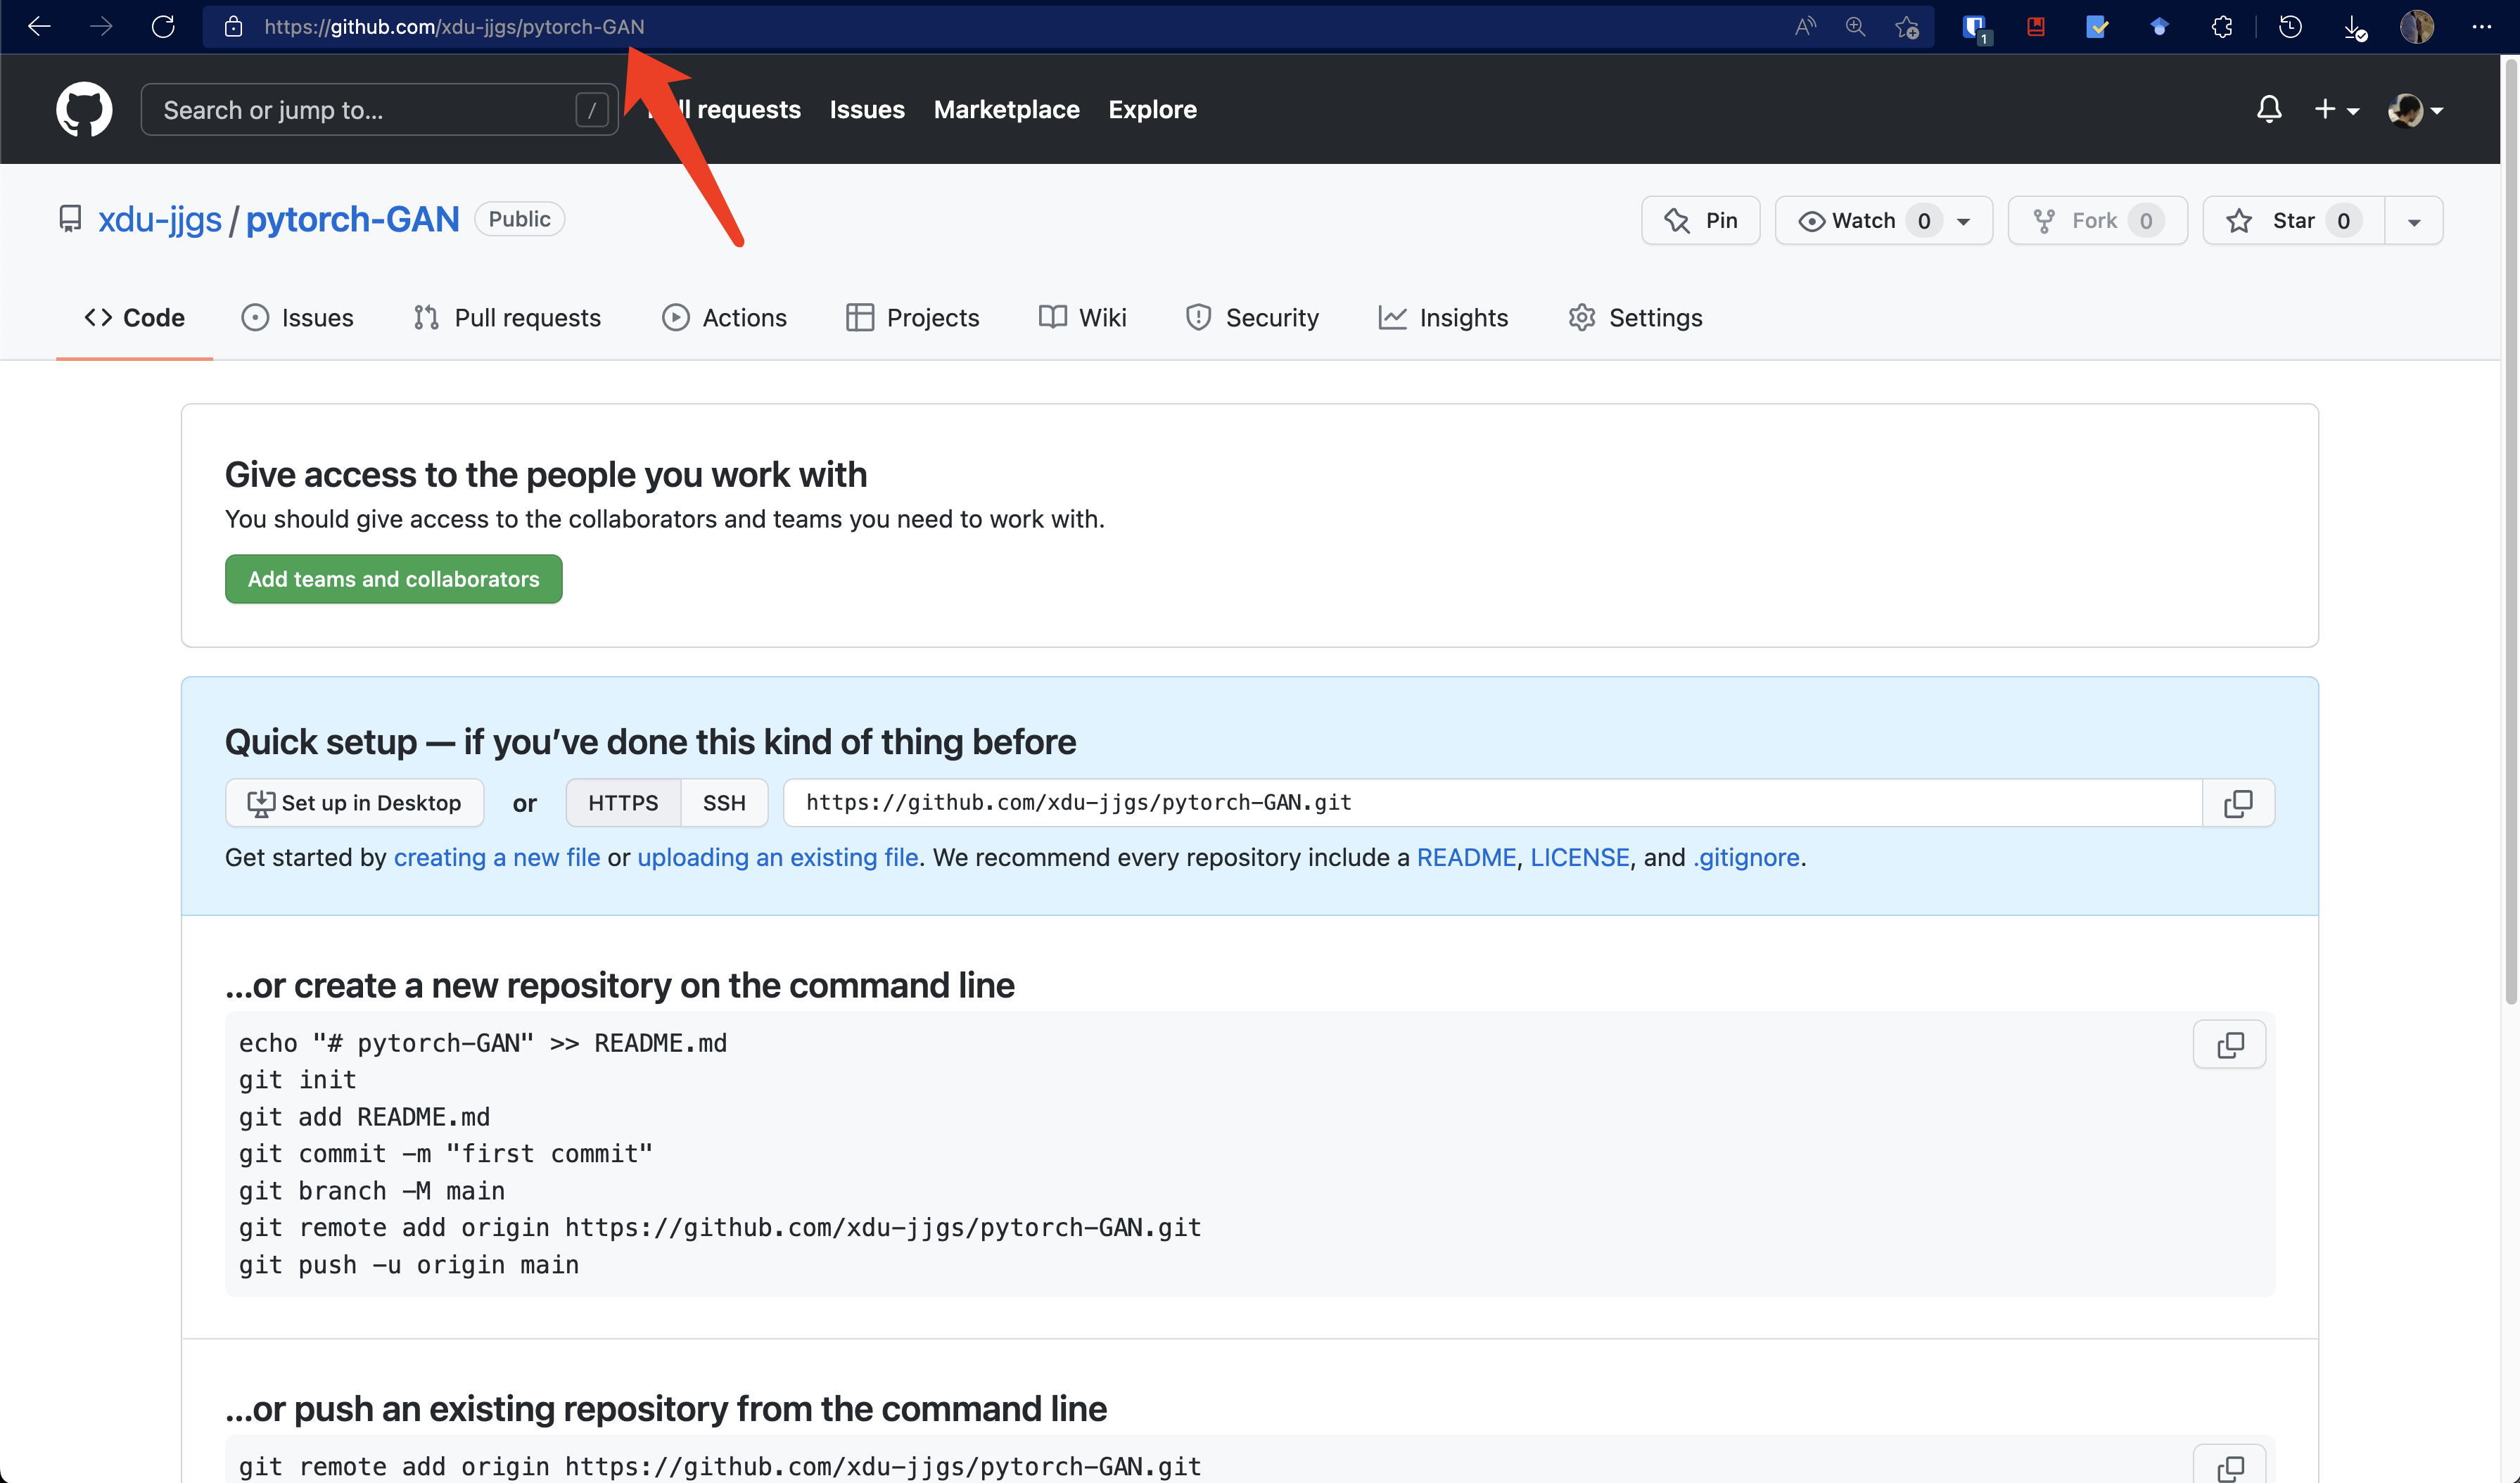 https://github.com/xdu-jjgs/pytorch-GAN
1
Search or jump to...
/
ll requests
Issues
Marketplace
Explore
xdu-jjgs / pytorch-GAN
Public
Pin
Watch 0
Fork 0
Star 0
Code
Issues
Pull requests
Actions
Projects
Wiki
Security
Insights
Settings
Give access to the people you work with
You should give access to the collaborators and teams you need to work with.
Add teams and collaborators
Quick setup — if you’ve done this kind of thing before
Set up in Desktop
or
HTTPS
SSH
https://github.com/xdu-jjgs/pytorch-GAN.git
Get started by creating a new file or uploading an existing file. We recommend every repository include a README, LICENSE, and .gitignore.
…or create a new repository on the command line
echo "# pytorch-GAN" >> README.md
git init
git add README.md
git commit -m "first commit"
git branch -M main
git remote add origin https://github.com/xdu-jjgs/pytorch-GAN.git
git push -u origin main
…or push an existing repository from the command line
git remote add origin https://github.com/xdu-jjgs/pytorch-GAN.git